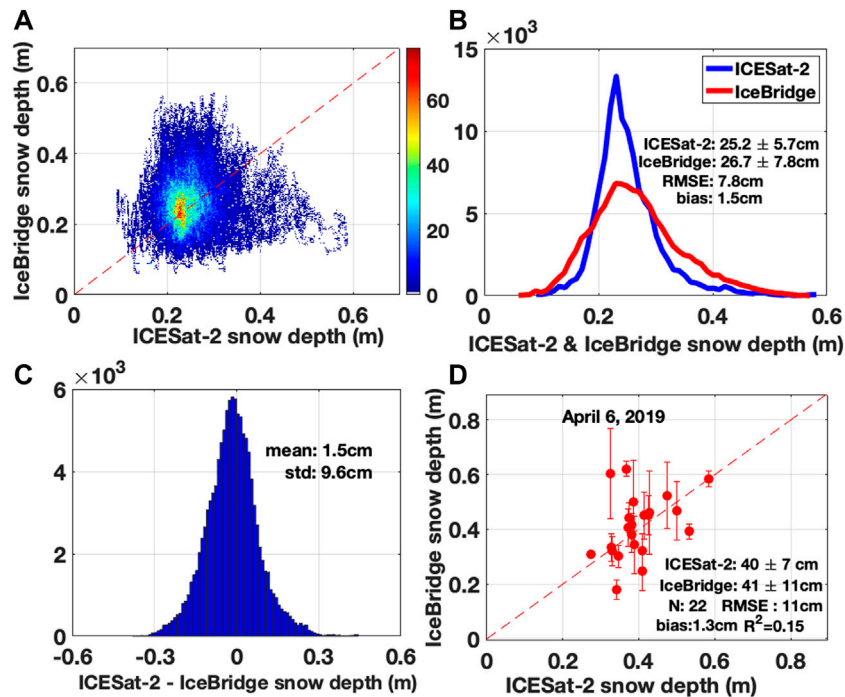 A
IceBridge snow depth (m)
0.6
0.4
0.2
0
0 0.2 0.4 0.6
ICESat-2 snow depth (m)
60
40
20
0
B
×10³
15
10
5
0
0 0.2 0.4 0.6
ICESat-2
IceBridge
ICESat-2: 25.2 ± 5.7cm
IceBridge: 26.7 ± 7.8cm
RMSE: 7.8cm
bias: 1.5cm
ICESat-2 & IceBridge snow depth (m)
C
×10³
6
4
2
0
-0.6 -0.3 0 0.3 0.6
mean: 1.5cm
std: 9.6cm
ICESat-2 - IceBridge snow depth (m)
D
IceBridge snow depth (m)
0.8
0.6
0.4
0.2
0
0 0.2 0.4 0.6 0.8
April 6, 2019
ICESat-2: 40 ± 7 cm
IceBridge: 41 ± 11cm
N: 22 RMSE : 11cm
bias:1.3cm R²=0.15
ICESat-2 snow depth (m)